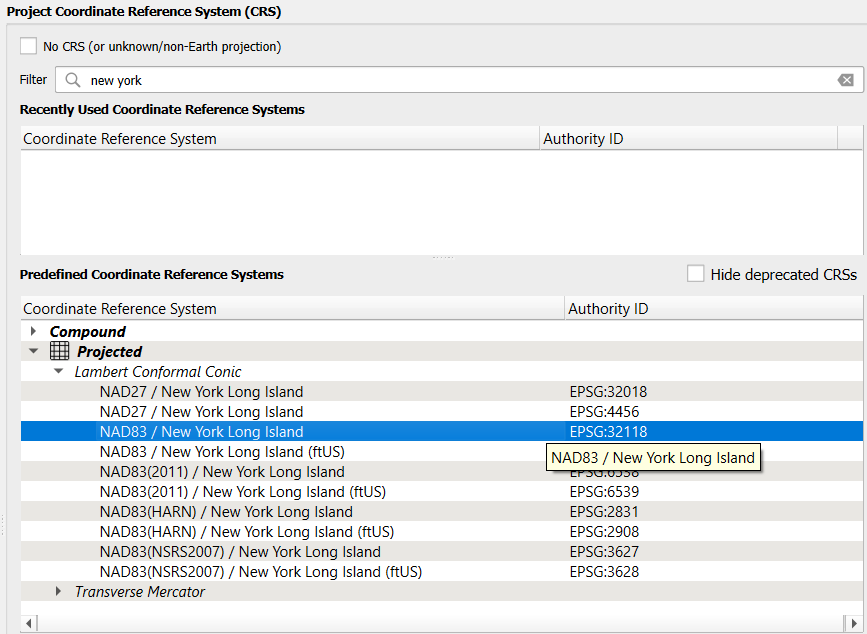 Project Coordinate Reference System (CRS)
No CRS (or unknown/non-Earth projection)
Filter new york
Recently Used Coordinate Reference Systems
Coordinate Reference System Authority ID
Predefined Coordinate Reference Systems Hide deprecated CRSs
Coordinate Reference System Authority ID
Compound
Projected
Lambert Conformal Conic
NAD27 / New York Long Island EPSG:32018
NAD27 / New York Long Island EPSG:4456
NAD83 / New York Long Island EPSG:32118
NAD83 / New York Long Island (ftUS)
NAD83 / New York Long Island
NAD83(2011) / New York Long Island EPSG:6538
NAD83(2011) / New York Long Island (ftUS) EPSG:6539
NAD83(HARN) / New York Long Island EPSG:2831
NAD83(HARN) / New York Long Island (ftUS) EPSG:2908
NAD83(NSRS2007) / New York Long Island EPSG:3627
NAD83(NSRS2007) / New York Long Island (ftUS) EPSG:3628
Transverse Mercator